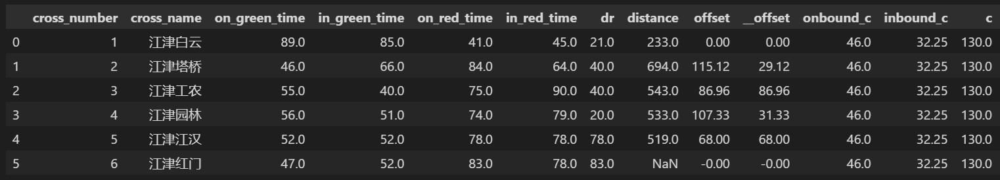 cross_number cross_name on_green_time in_green_time on_red_time in_red_time dr distance offset __offset onbound_c inbound_c c
0 1 江津白云 89.0 85.0 41.0 45.0 21.0 233.0 0.00 0.00 46.0 32.25 130.0
1 2 江津塔桥 46.0 66.0 84.0 64.0 40.0 694.0 115.12 29.12 46.0 32.25 130.0
2 3 江津工农 55.0 40.0 75.0 90.0 40.0 543.0 86.96 86.96 46.0 32.25 130.0
3 4 江津园林 56.0 51.0 74.0 79.0 20.0 533.0 107.33 31.33 46.0 32.25 130.0
4 5 江津江汉 52.0 52.0 78.0 78.0 78.0 519.0 68.00 68.00 46.0 32.25 130.0
5 6 江津红门 47.0 52.0 83.0 78.0 83.0 NaN -0.00 -0.00 46.0 32.25 130.0